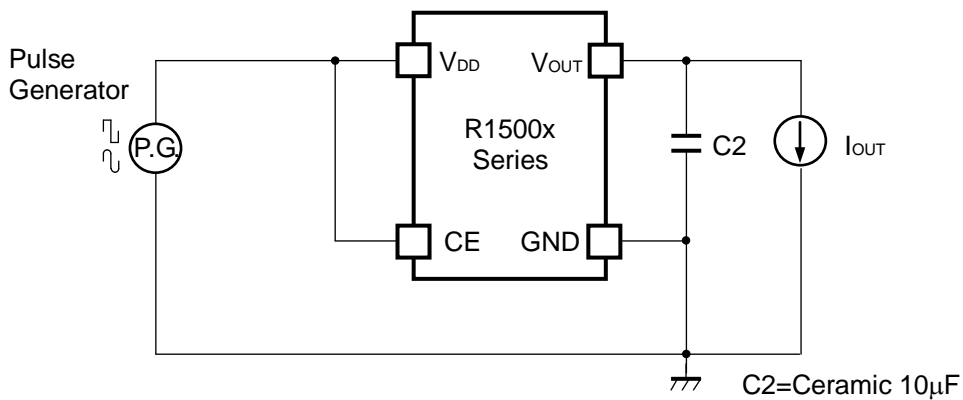 Pulse
Generator
P.G.
VDD
VOUT
R1500x
Series
C2
IOUT
CE
GND
C2=Ceramic 10μF